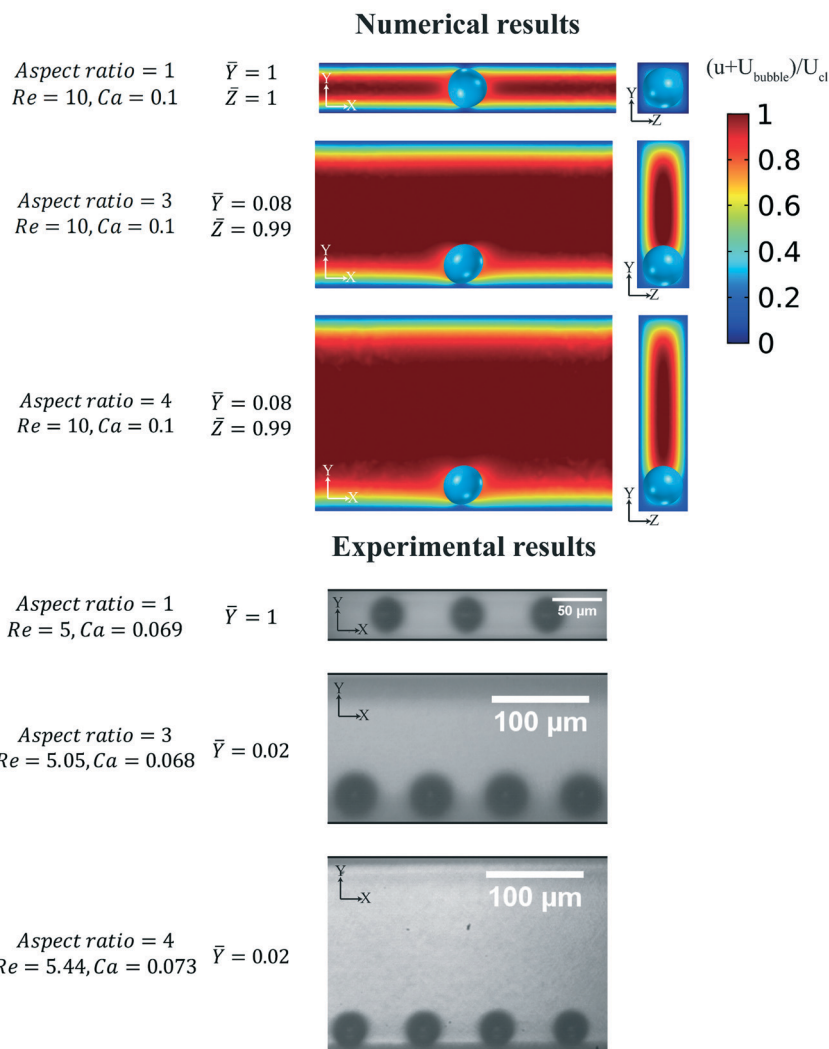 Numerical results
Aspect ratio = 1
Re = 10, Ca = 0.1
Ȳ = 1
Z̄ = 1
Y
X
Y
Z
(u+U_bubble)/U_cl
1
0.8
0.6
0.4
0.2
0
Aspect ratio = 3
Re = 10, Ca = 0.1
Ȳ = 0.08
Z̄ = 0.99
Y
X
Y
Z
Aspect ratio = 4
Re = 10, Ca = 0.1
Ȳ = 0.08
Z̄ = 0.99
Y
X
Y
Z
Experimental results
Aspect ratio = 1
Re = 5, Ca = 0.069
Ȳ = 1
Y
X
50 µm
Aspect ratio = 3
Re = 5.05, Ca = 0.068
Ȳ = 0.02
Y
X
100 µm
Aspect ratio = 4
Re = 5.44, Ca = 0.073
Ȳ = 0.02
Y
X
100 µm